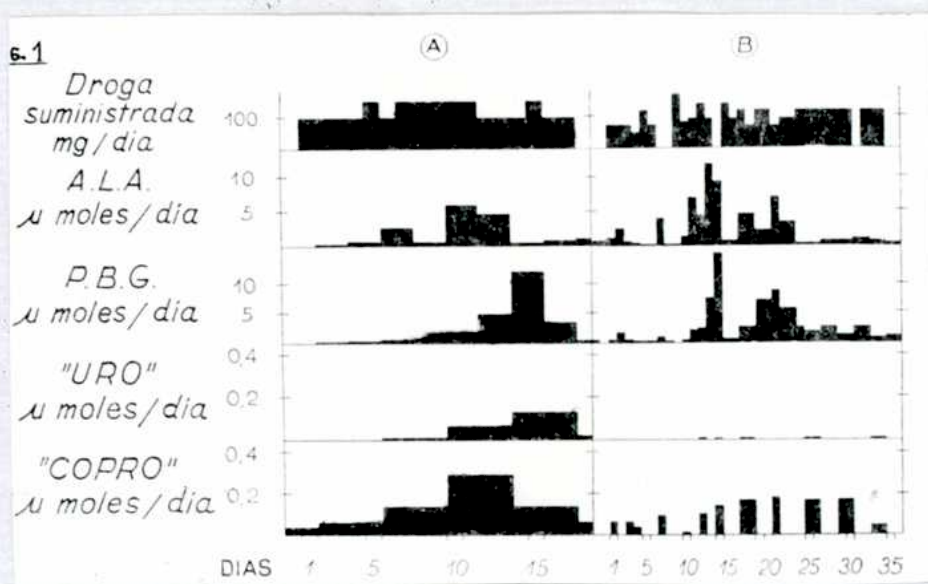 G. 1
A B
Droga
suministrada
mg/dia
100
A.L.A.
μ moles/dia
10
5
P.B.G.
μ moles/dia
10
5
"URO"
μ moles/dia
0,4
0,2
"COPRO"
μ moles/dia
0,4
0,2
DIAS 1 5 10 15 1 5 10 15 20 25 30 35